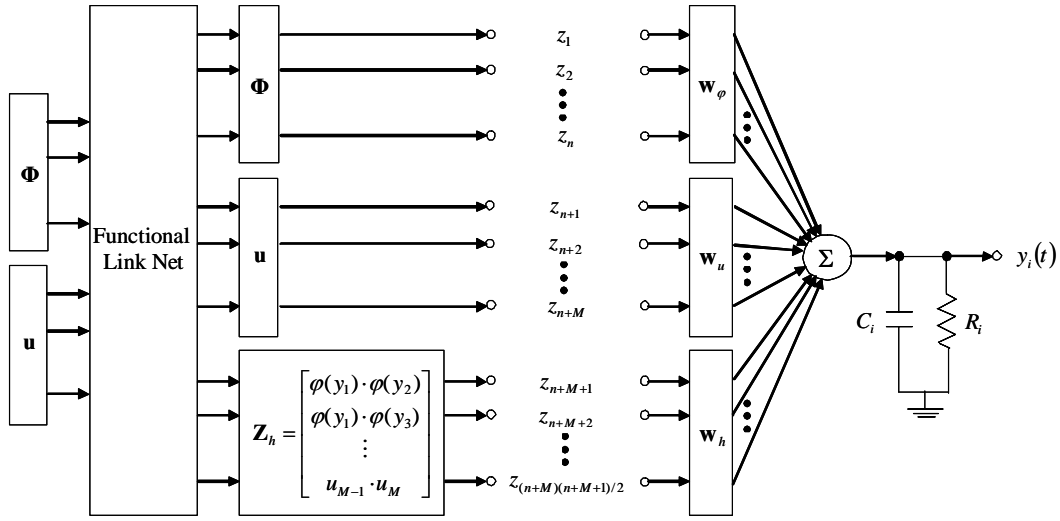 Φ
u
Functional
Link Net
Φ
u
Z_h = [φ(y_1)·φ(y_2)
φ(y_1)·φ(y_3)
⋮
u_{M-1}·u_M]
z_1
z_2
z_n
z_{n+1}
z_{n+2}
z_{n+M}
z_{n+M+1}
z_{n+M+2}
z_{(n+M)(n+M+1)/2}
w_φ
w_u
w_h
Σ
C_i
R_i
y_i(t)